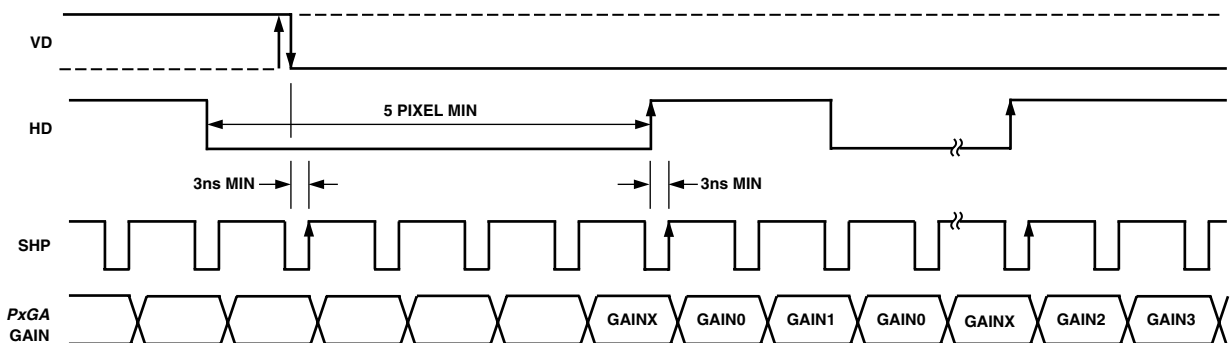 VD
HD
5 PIXEL MIN
3ns MIN
3ns MIN
SHP
PxGA
GAIN
GAINX
GAIN0
GAIN1
GAIN0
GAINX
GAIN2
GAIN3